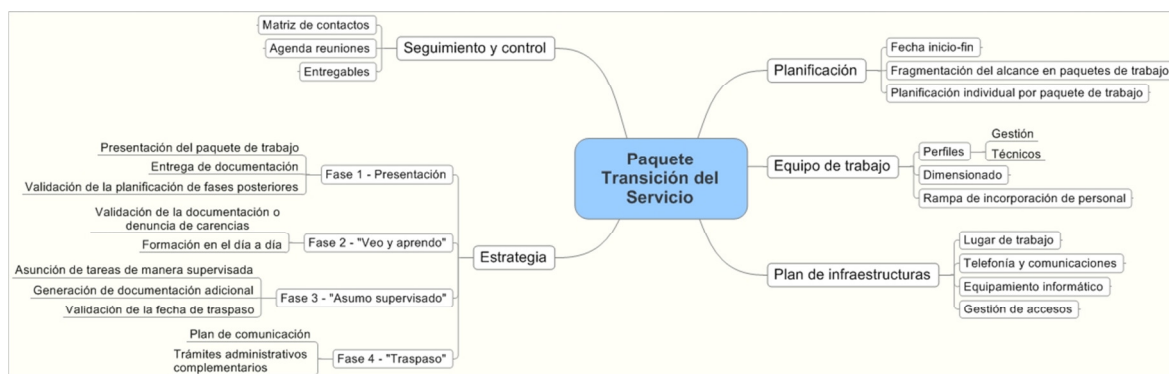 Matriz de contactos
Agenda reuniones
Entregables
Seguimiento y control
Presentación del paquete de trabajo
Entrega de documentación
Validación de la planificación de fases posteriores
Fase 1 - Presentación
Validación de la documentación o
denuncia de carencias
Formación en el día a día
Fase 2 - "Veo y aprendo"
Asunción de tareas de manera supervisada
Generación de documentación adicional
Validación de la fecha de traspaso
Fase 3 - "Asumo supervisado"
Plan de comunicación
Trámites administrativos
complementarios
Fase 4 - "Traspaso"
Estrategia
Paquete
Transición del
Servicio
Planificación
Fecha inicio-fin
Fragmentación del alcance en paquetes de trabajo
Planificación individual por paquete de trabajo
Equipo de trabajo
Perfiles
Gestión
Técnicos
Dimensionado
Rampa de incorporación de personal
Plan de infraestructuras
Lugar de trabajo
Telefonía y comunicaciones
Equipamiento informático
Gestión de accesos